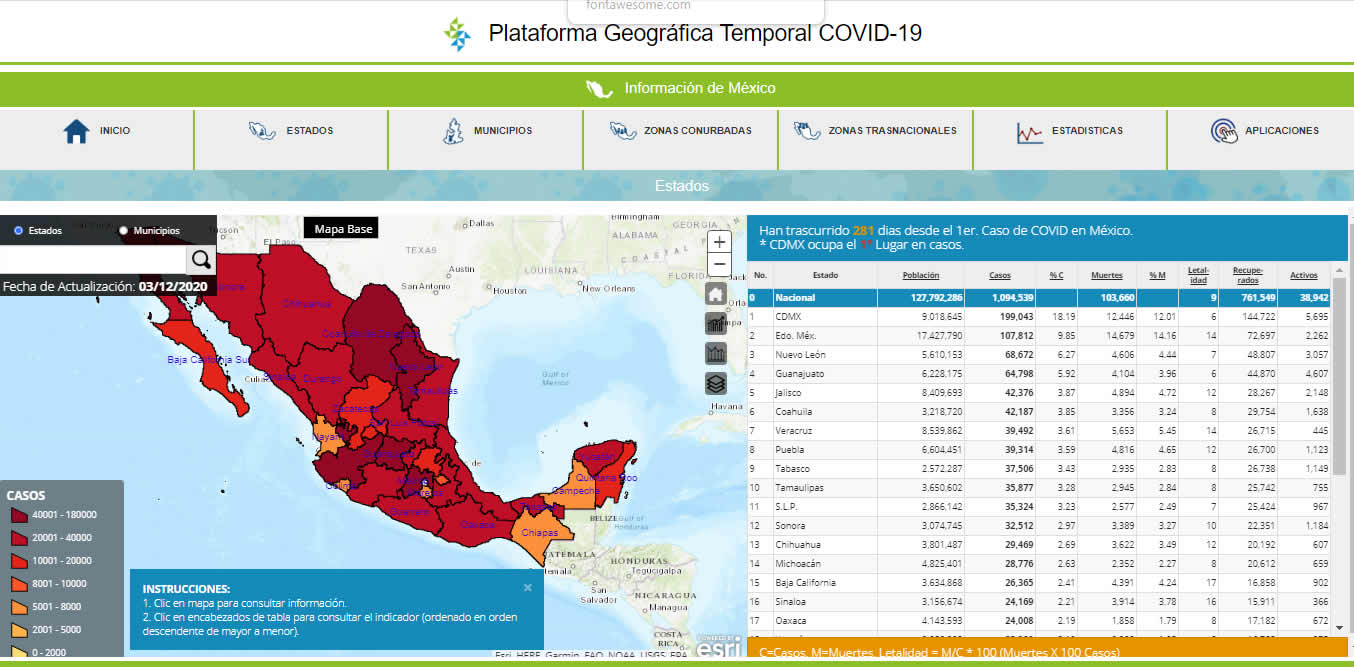 fontawesome.com
Plataforma Geográfica Temporal COVID-19
Información de México
INICIO
ESTADOS
MUNICIPIOS
ZONAS CONURBADAS
ZONAS TRASNACIONALES
ESTADISTICAS
APLICACIONES
Estados
Estados
Municipios
Mapa Base
Fecha de Actualización: 03/12/2020
Dallas
Birmingham
GEORGIA
ALABAMA
TEXAS
El Paso
Austin
LOUISIANA
San Antonio
Houston
New Orleans
FLORIDA
COASTAL
+
−
Chihuahua
Baja California Su
Durango
Zacatecas
Gulf of
Mexico
Havana
Yucatán
Quintana Roo
Campeche
Guerrero
Oaxaca
Chiapas
BELIZE
Gulf of
Honduras
HONDURAS
Tegucigalpa
San
Salvador
NICARAGUA
Managua
COSTA
RICA
CASOS
40001 - 180000
20001 - 40000
10001 - 20000
8001 - 10000
5001 - 8000
2001 - 5000
0 - 2000
INSTRUCCIONES:
1. Clic en mapa para consultar información.
2. Clic en encabezados de tabla para consultar el indicador (ordenado en orden
descendente de mayor a menor).
Esri, HERE, Garmin, FAO, NOAA, USGS, EPA
POWERED BY
esri
Han trascurrido 281 dias desde el 1er. Caso de COVID en México.
* CDMX ocupa el 1° Lugar en casos.
No. Estado Población Casos % C Muertes % M Letal-idad Recupe-rados Activos
0 Nacional 127,792,286 1,094,539 103,660 9 761,549 38,942
1 CDMX 9,018,645 199,043 18.19 12,446 12.01 6 144,722 5,695
2 Edo. Méx. 17,427,790 107,812 9.85 14,679 14.16 14 72,697 2,262
3 Nuevo León 5,610,153 68,672 6.27 4,606 4.44 7 48,807 3,057
4 Guanajuato 6,228,175 64,798 5.92 4,104 3.96 6 44,870 4,607
5 Jalisco 8,409,693 42,376 3.87 4,894 4.72 12 28,267 2,148
6 Coahuila 3,218,720 42,187 3.85 3,356 3.24 8 29,754 1,638
7 Veracruz 8,539,862 39,492 3.61 5,653 5.45 14 26,715 445
8 Puebla 6,604,451 39,314 3.59 4,816 4.65 12 26,700 1,123
9 Tabasco 2,572,287 37,506 3.43 2,935 2.83 8 26,738 1,149
10 Tamaulipas 3,650,602 35,877 3.28 2,945 2.84 8 25,742 755
11 S.L.P. 2,866,142 35,324 3.23 2,577 2.49 7 25,424 967
12 Sonora 3,074,745 32,512 2.97 3,389 3.27 10 22,351 1,184
13 Chihuahua 3,801,487 29,469 2.69 3,622 3.49 12 20,192 607
14 Michoacán 4,825,401 28,776 2.63 2,352 2.27 8 20,612 659
15 Baja California 3,634,868 26,365 2.41 4,391 4.24 17 16,858 902
16 Sinaloa 3,156,674 24,169 2.21 3,914 3.78 16 15,911 366
17 Oaxaca 4,143,593 24,008 2.19 1,858 1.79 8 17,182 672
C=Casos, M=Muertes, Letalidad = M/C * 100 (Muertes X 100 Casos)